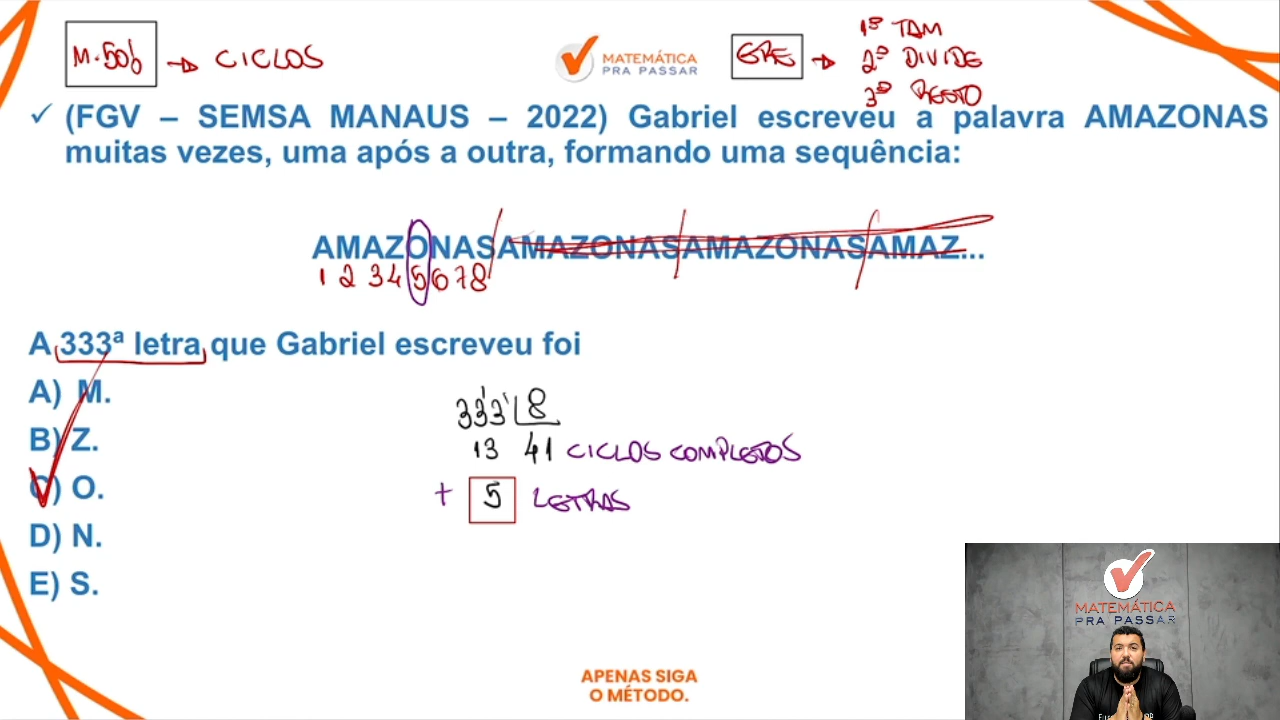 M.50b → CICLOS
MATEMÁTICA
PRA PASSAR
→ 1º TAM
2º DIVIDE
3º RESTO
✓ (FGV – SEMSA MANAUS – 2022) Gabriel escreveu a palavra AMAZONAS
muitas vezes, uma após a outra, formando uma sequência:
AMAZONASAMAZONASAMAZONASAMAZ...
1 2 3 4 5 6 7 8
A 333ª letra que Gabriel escreveu foi
A) M.
B) Z.
C) O.
D) N.
E) S.
333 8
13 41 CICLOS COMPLETOS
+ 5 LETRAS
MATEMÁTICA
PRA PASSAR
APENAS SIGA
O MÉTODO.